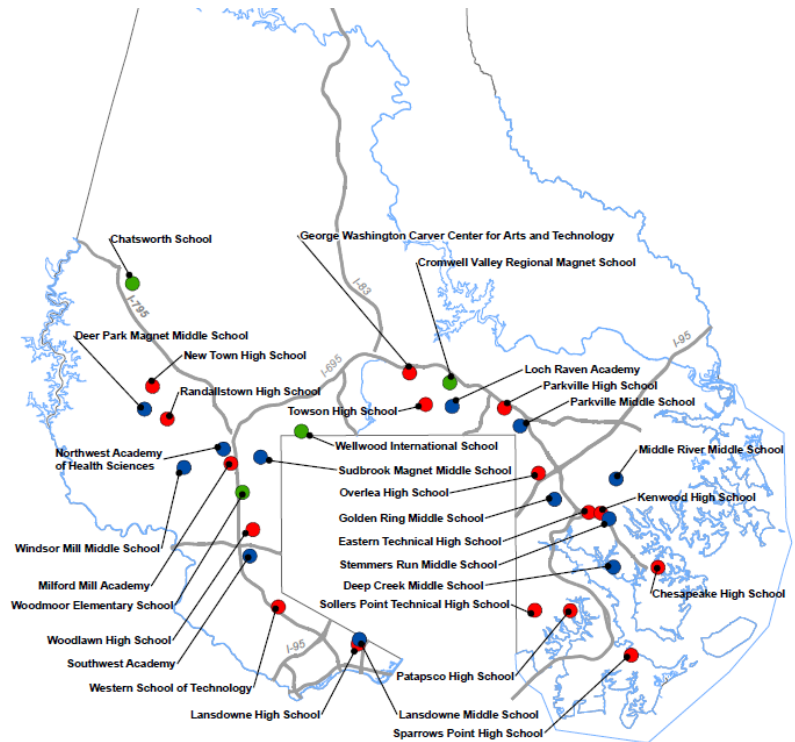 George Washington Carver Center for Arts and Technology
Chatsworth School
Cromwell Valley Regional Magnet School
I-83
I-795
Deer Park Magnet Middle School
New Town High School
I-95
I-695
Loch Raven Academy
Randallstown High School
Parkville High School
Towson High School
Parkville Middle School
Northwest Academy
of Health Sciences
Wellwood International School
Middle River Middle School
Sudbrook Magnet Middle School
Overlea High School
Kenwood High School
Golden Ring Middle School
Eastern Technical High School
Windsor Mill Middle School
Stemmers Run Middle School
Milford Mill Academy
Deep Creek Middle School
Chesapeake High School
Woodmoor Elementary School
Sollers Point Technical High School
Woodlawn High School
Southwest Academy
I-95
Patapsco High School
Western School of Technology
Lansdowne High School
Lansdowne Middle School
Sparrows Point High School